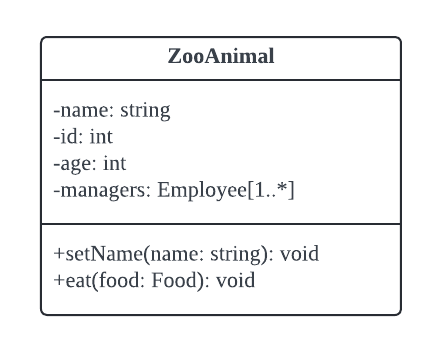 ZooAnimal
-name: string
-id: int
-age: int
-managers: Employee[1..*]
+setName(name: string): void
+eat(food: Food): void